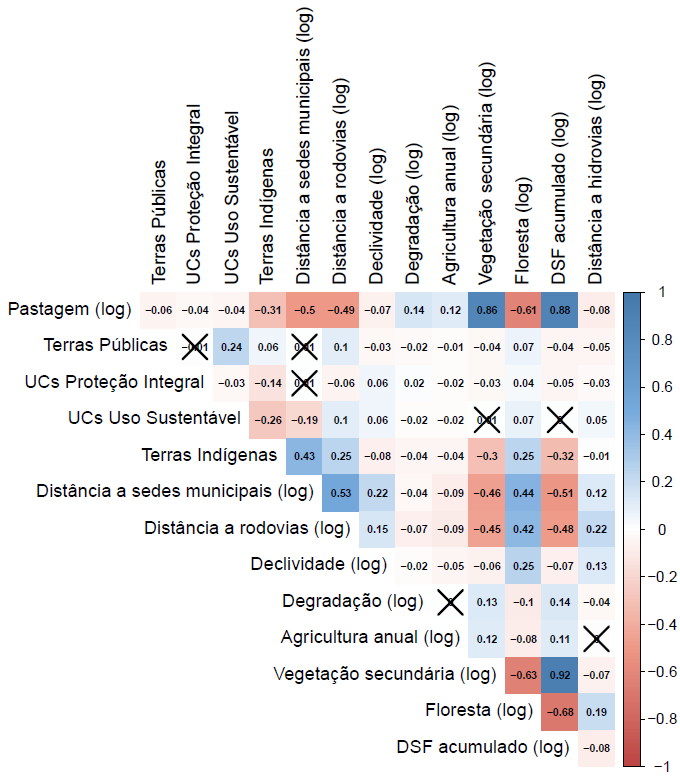 Terras Públicas
UCs Proteção Integral
UCs Uso Sustentável
Terras Indígenas
Distância a sedes municipais (log)
Distância a rodovias (log)
Declividade (log)
Degradação (log)
Agricultura anual (log)
Vegetação secundária (log)
Floresta (log)
DSF acumulado (log)
Distância a hidrovias (log)
Pastagem (log) −0.06 −0.04 −0.04 −0.31 −0.5 −0.49 −0.07 0.14 0.12 0.86 −0.61 0.88 −0.08
Terras Públicas −0.01 0.24 0.06 0.01 0.1 −0.03 −0.02 −0.01 −0.04 0.07 −0.04 −0.05
UCs Proteção Integral −0.03 −0.14 0.01 −0.06 0.06 0.02 −0.02 −0.03 0.04 −0.05 −0.03
UCs Uso Sustentável −0.26 −0.19 0.1 0.06 −0.02 −0.02 0.01 0.07 0 0.05
Terras Indígenas 0.43 0.25 −0.08 −0.04 −0.04 −0.3 0.25 −0.32 −0.01
Distância a sedes municipais (log) 0.53 0.22 −0.04 −0.09 −0.46 0.44 −0.51 0.12
Distância a rodovias (log) 0.15 −0.07 −0.09 −0.45 0.42 −0.48 0.22
Declividade (log) −0.02 −0.05 −0.06 0.25 −0.07 0.13
Degradação (log) 0.13 −0.1 0.14 −0.04
Agricultura anual (log) 0.12 −0.08 0.11
Vegetação secundária (log) −0.63 0.92 −0.07
Floresta (log) −0.68 0.19
DSF acumulado (log) −0.08
1
0.8
0.6
0.4
0.2
0
−0.2
−0.4
−0.6
−0.8
−1